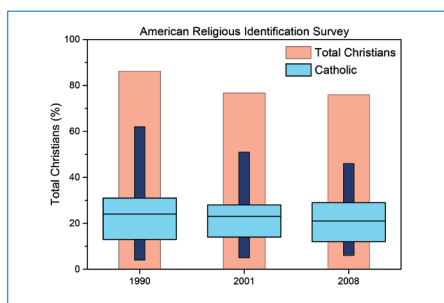 American Religious Identification Survey
Total Christians
Catholic
Total Christians (%)
100
80
60
40
20
0
1990
2001
2008